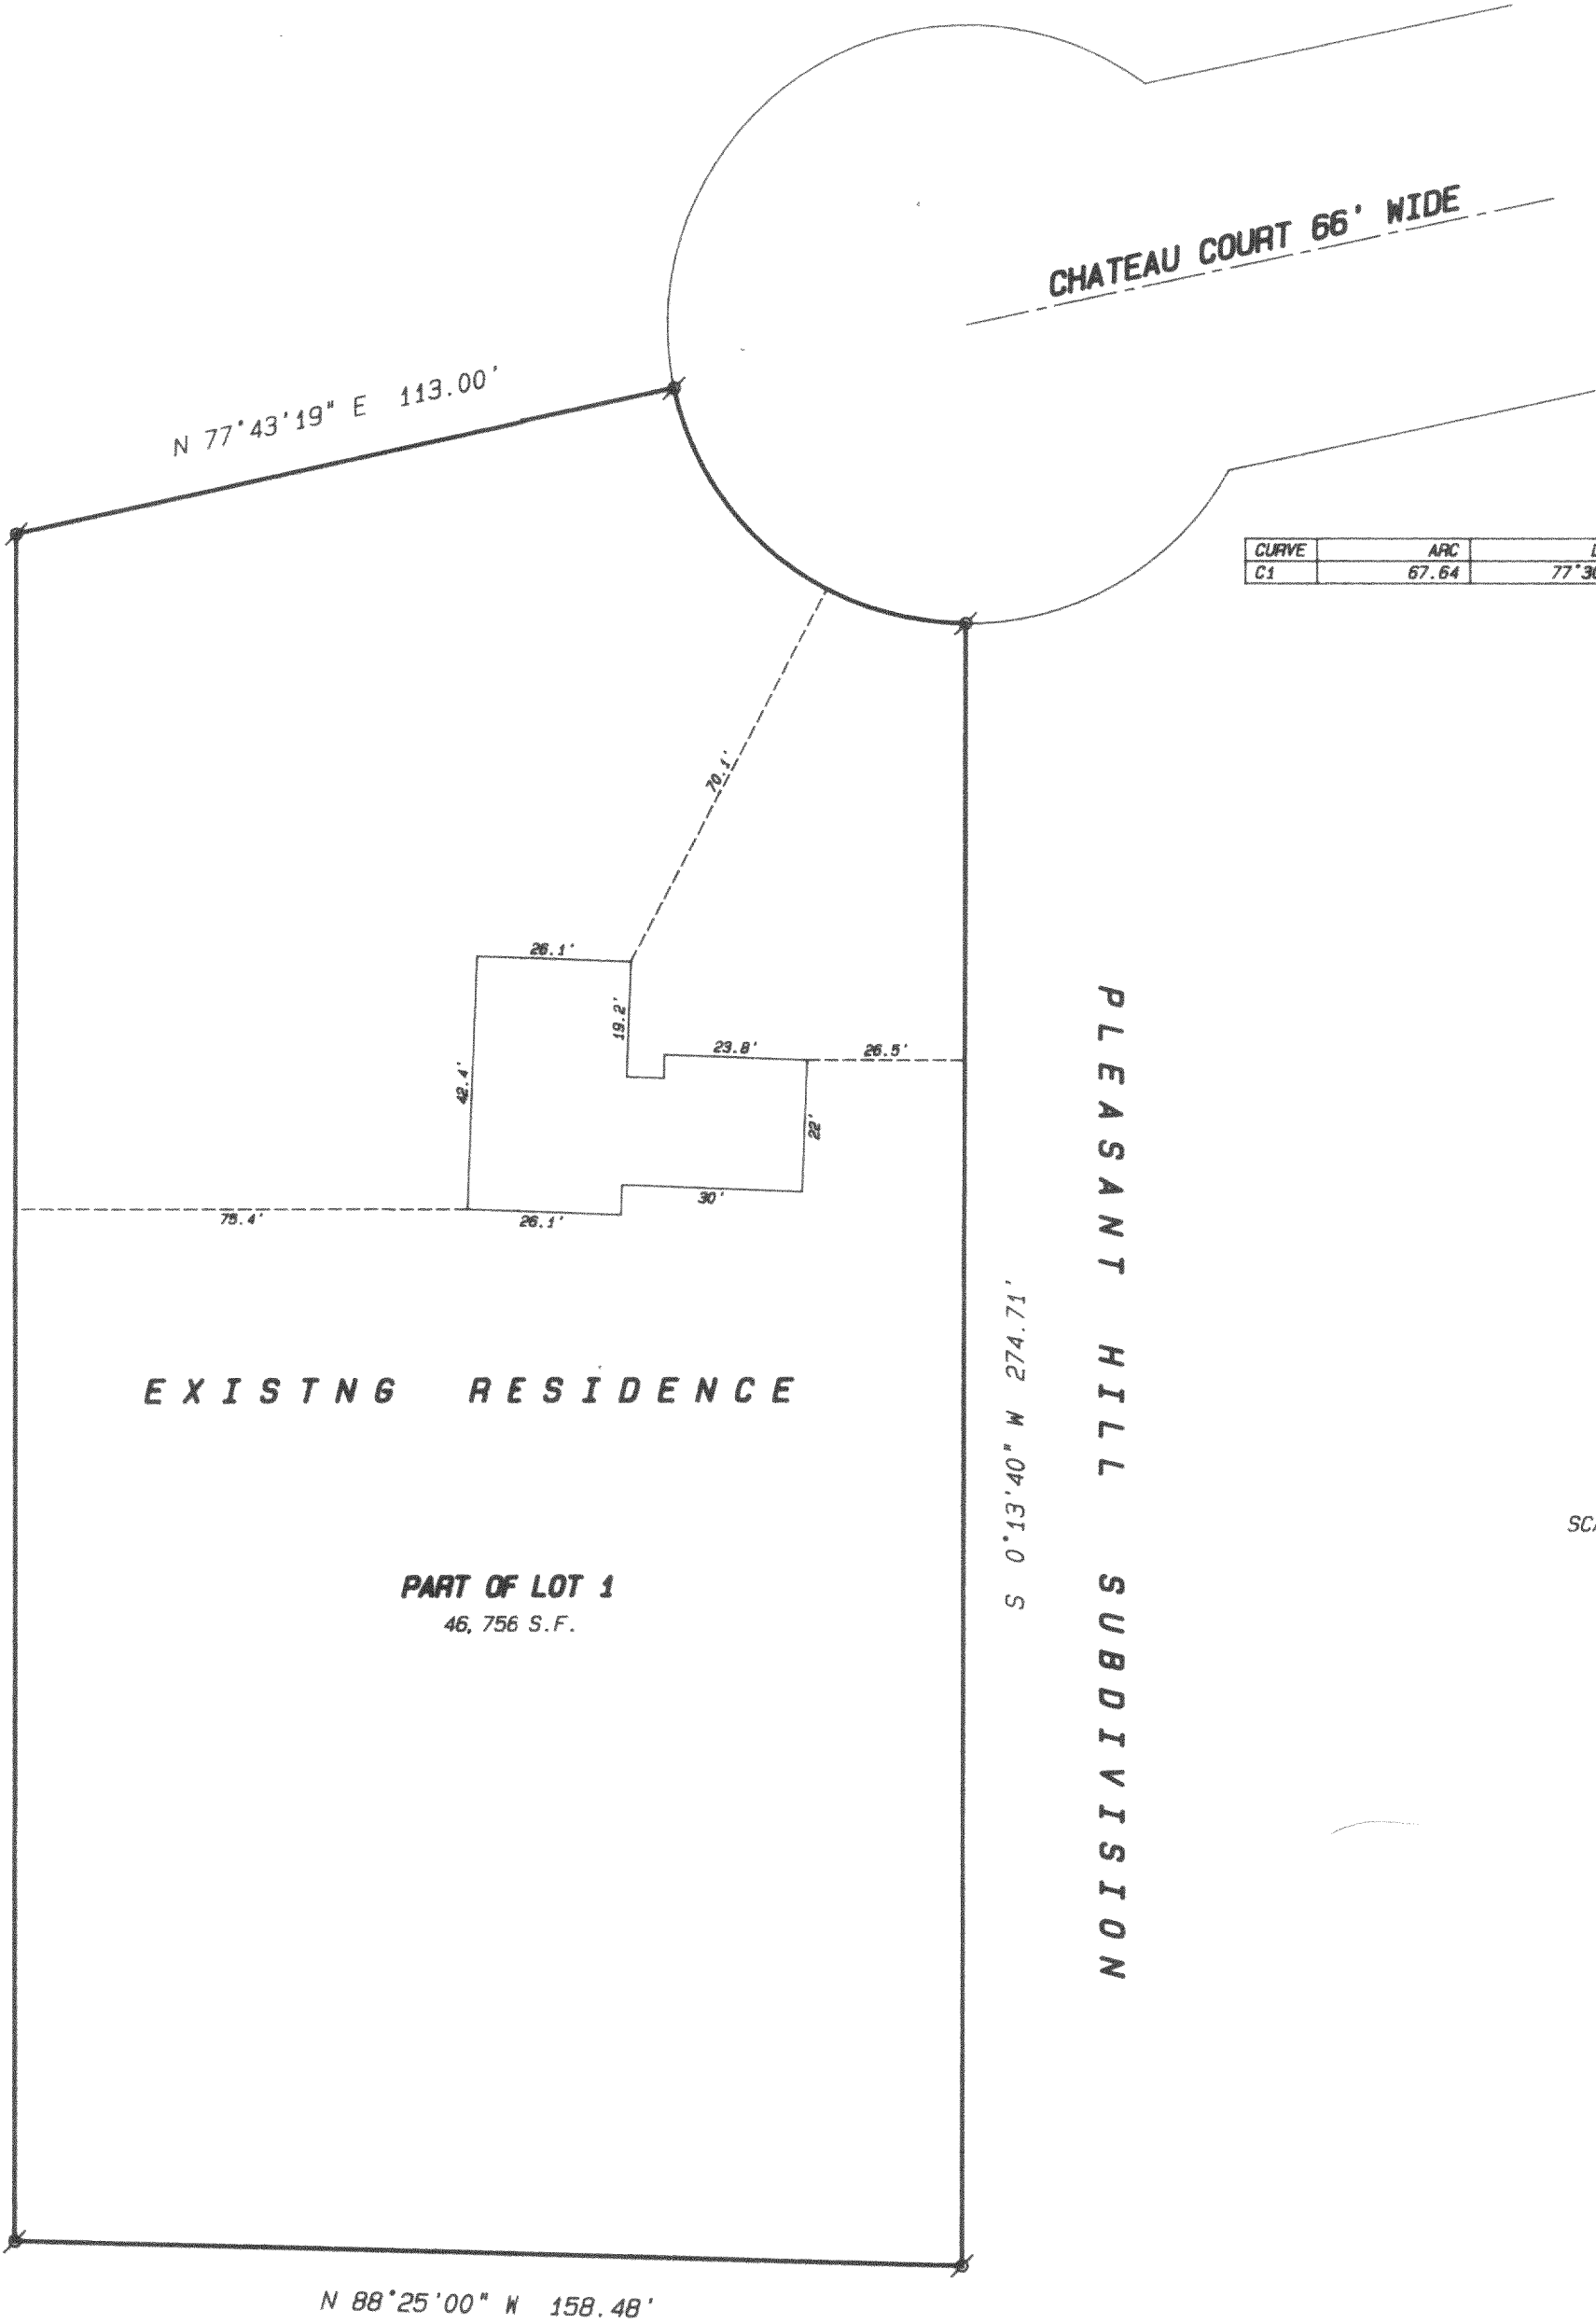 CHATEAU COURT 66' WIDE
N 77°43'19" E 113.00'
CURVE ARC
C1 67.64
70.1'
26.1'
19.2'
23.8'
26.5'
42.4'
22'
30'
75.4'
26.1'
EXISTNG RESIDENCE
S 0°13'40" W 274.71'
PLEASANT HILL SUBDIVISION
PART OF LOT 1
46,756 S.F.
N 88°25'00" W 158.48'